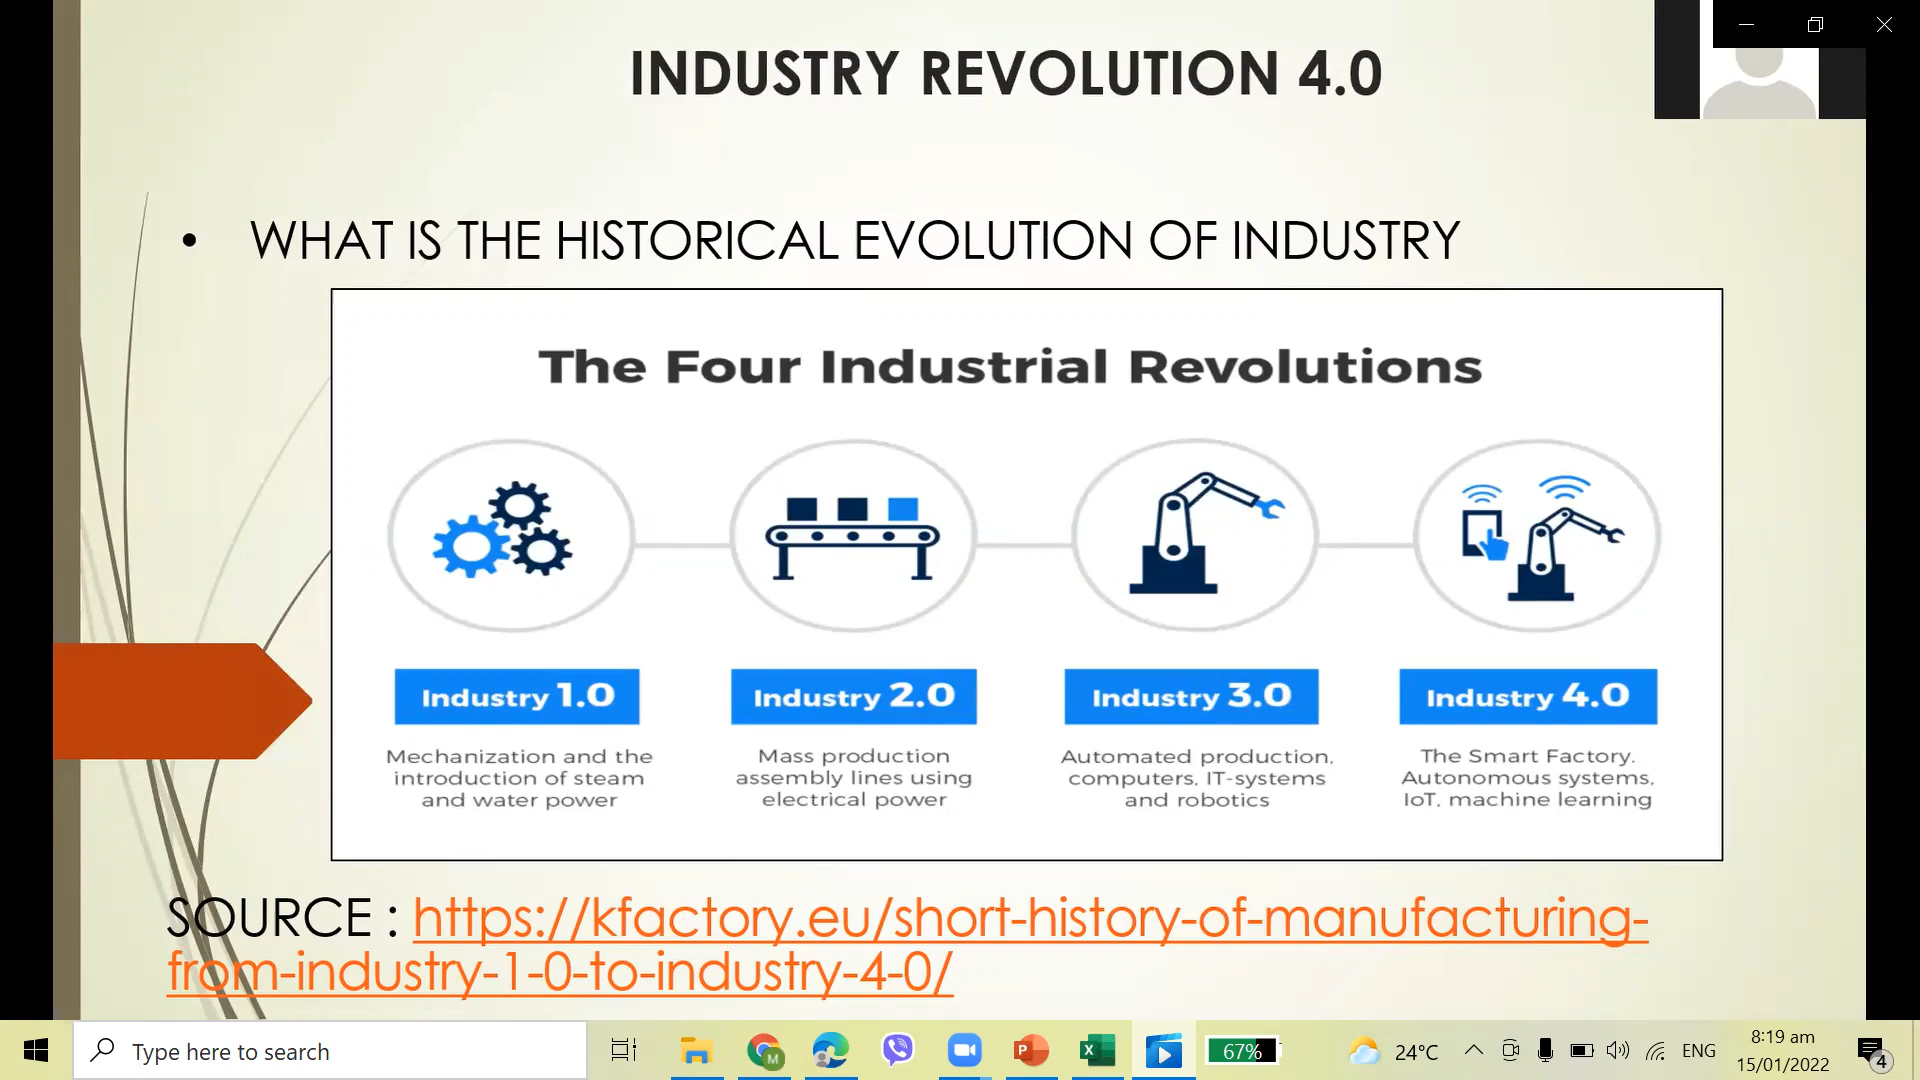 INDUSTRY REVOLUTION 4.0
• WHAT IS THE HISTORICAL EVOLUTION OF INDUSTRY
The Four Industrial Revolutions
Industry 1.0
Mechanization and the
introduction of steam
and water power
Industry 2.0
Mass production
assembly lines using
electrical power
Industry 3.0
Automated production,
computers, IT-systems
and robotics
Industry 4.0
The Smart Factory.
Autonomous systems,
IoT, machine learning
SOURCE : https://kfactory.eu/short-history-of-manufacturing-
from-industry-1-0-to-industry-4-0/
Type here to search
M
P
X
67%
24°C
ENG
8:19 am
15/01/2022
4